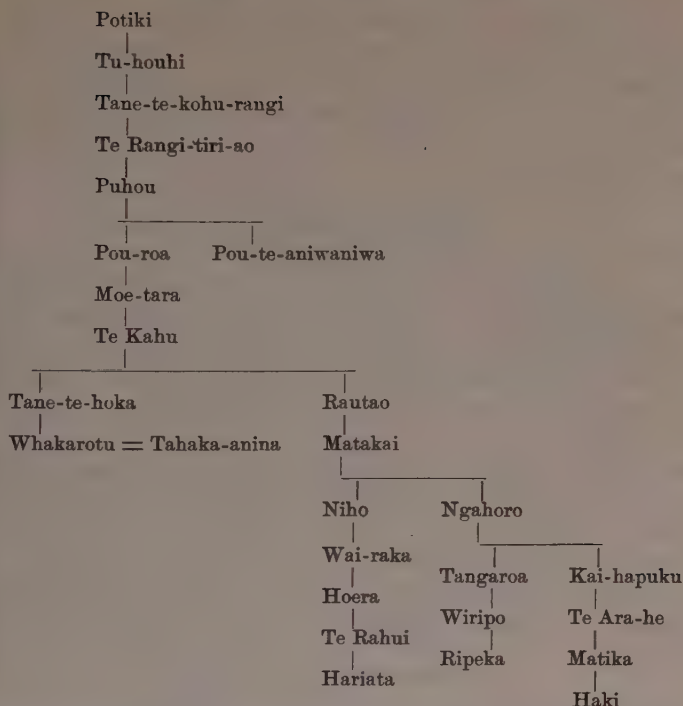 Potiki
Tu-houhi
Tane-te-kohu-rangi
Te Rangi-tiri-ao
Puhou
Pou-roa Pou-te-aniwaniwa
Moe-tara
Te Kahu
Tane-te-hoka Rautao
Whakarotu = Tahaka-anina Matakai
Niho Ngahoro
Wai-raka
Tangaroa Kai-hapuku
Hoera
Wiripo Te Ara-he
Te Rahui
Ripeka Matika
Hariata
Haki